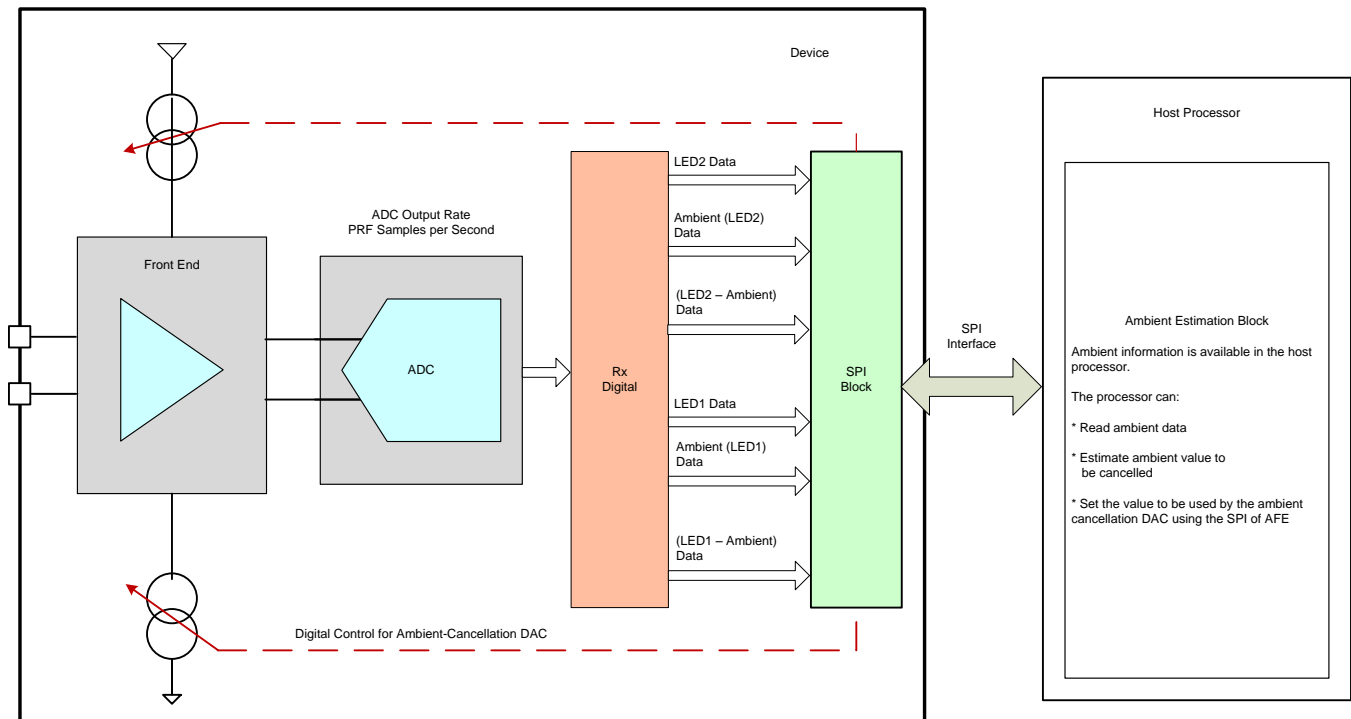 Device
Host Processor
LED2 Data
ADC Output Rate
PRF Samples per Second
Ambient (LED2)
Data
Front End
(LED2 – Ambient)
Data
SPI
Interface
Ambient Estimation Block
Ambient information is available in the host
processor.
ADC
Rx
Digital
SPI
Block
The processor can:
LED1 Data
* Read ambient data
Ambient (LED1)
Data
* Estimate ambient value to
be cancelled
* Set the value to be used by the ambient
cancellation DAC using the SPI of AFE
(LED1 – Ambient)
Data
Digital Control for Ambient-Cancellation DAC